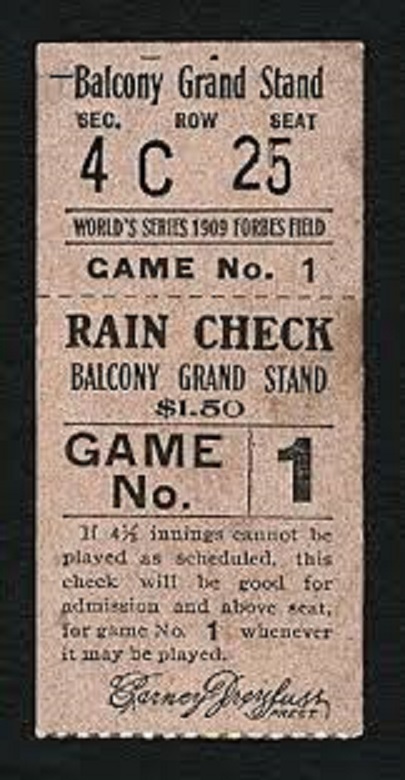 Balcony Grand Stand
SEC. ROW SEAT
4 C 25
WORLD'S SERIES 1909 FORBES FIELD
GAME No. 1
RAIN CHECK
BALCONY GRAND STAND
$1.50
GAME No. 1
If 4½ innings cannot be
played as scheduled, this
check will be good for
admission and above seat,
for game No. 1 whenever
it may be played.
Barney Dreyfuss
PREST